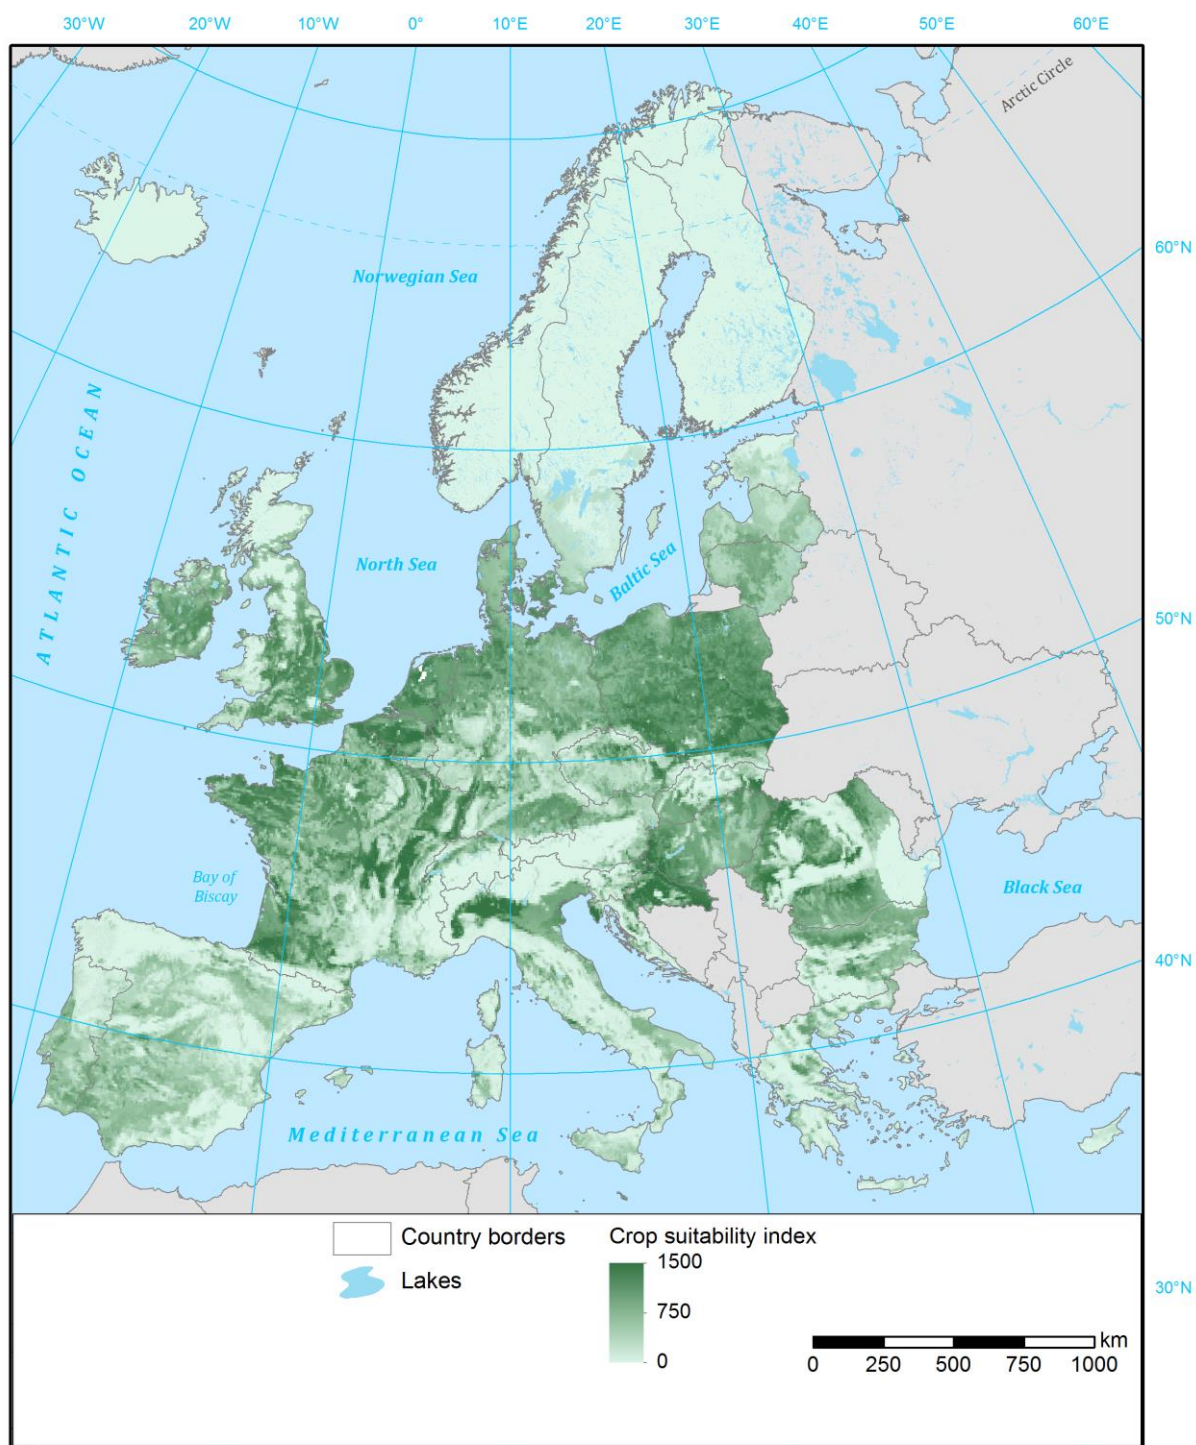 30°W 20°W 10°W 0° 10°E 20°E 30°E 40°E 50°E 60°E
Arctic Circle
60°N
Norwegian Sea
ATLANTIC OCEAN
North Sea
Baltic Sea
50°N
Bay of
Biscay
Black Sea
40°N
Mediterranean Sea
Country borders
Lakes
Crop suitability index
1500
750
0
30°N
km
0 250 500 750 1000